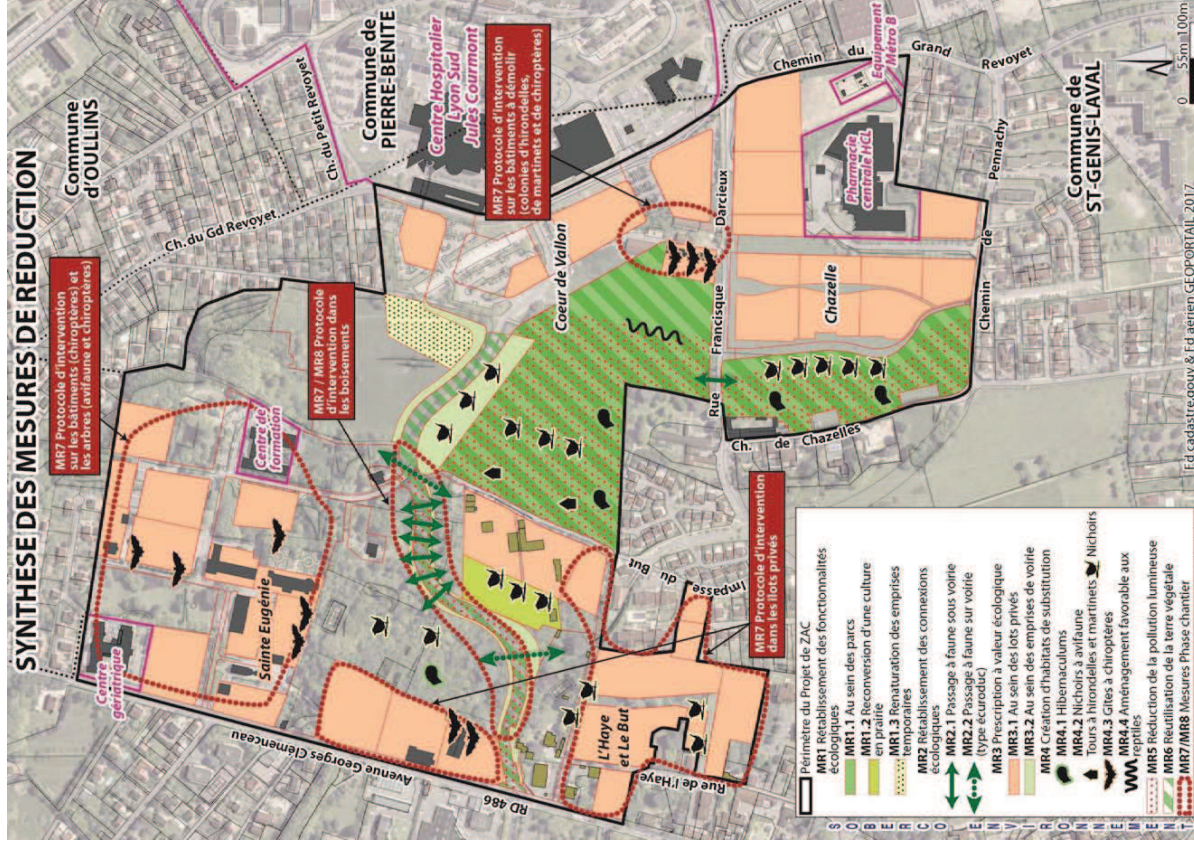 SYNTHESE DES MESURES DE REDUCTION
Commune
d'OULLINS
Ch. du Petit Revoyet
Ch. du Gd Revoyet
Commune de
PIERRE-BENITE
Centre Hospitalier
Lyon Sud
Jules Courmont
MR7 Protocole d'intervention
sur les bâtiments (chiroptères) et
les arbres (avifaune et chiroptères)
MR7 / MR8 Protocole
d'intervention dans
les boisements
MR7 Protocole d'intervention
sur les bâtiments à démolir
(colonies d'hirondelles,
de martinets et de chiroptères)
Centre
gériatrique
Centre de
formation
Sainte Eugénie
Avenue Georges Clémenceau
RD 486
Coeur de Vallon
Rue Francisque Darcieux
Chemin du Grand Revoyet
Equipement
Métro B
Pharmacie
centrale HCL
Chazelle
Ch. de Chazelles
Chemin de Pennachy
Commune de
ST-GENIS-LAVAL
Impasse du But
MR7 Protocole d'intervention
dans les îlots privés
L'Haye
et Le But
Rue de l'Haye
Périmètre du Projet de ZAC
MR1 Rétablissement des fonctionnalités
écologiques
MR1.1 Au sein des parcs
MR1.2 Reconversion d'une culture
en prairie
MR1.3 Renaturation des emprises
temporaires
MR2 Rétablissement des connexions
écologiques
MR2.1 Passage à faune sous voirie
MR2.2 Passage à faune sur voirie
(type écuroduc)
MR3 Prescription à valeur écologique
MR3.1 Au sein des lots privés
MR3.2 Au sein des emprises de voirie
MR4 Création d'habitats de substitution
MR4.1 Hibernaculums
MR4.2 Nichoirs à avifaune
Tours à hirondelles et martinets Nichoirs
MR4.3 Gîtes à chiroptères
MR4.4 Aménagement favorable aux
reptiles
MR5 Réduction de la pollution lumineuse
MR6 Réutilisation de la terre végétale
MR7/MR8 Mesures Phase chantier
SOBERCO ENVIRONNEMENT
0 55m 100m
Fd cadastre.gouv & Fd aérien GEOPORTAIL 2017